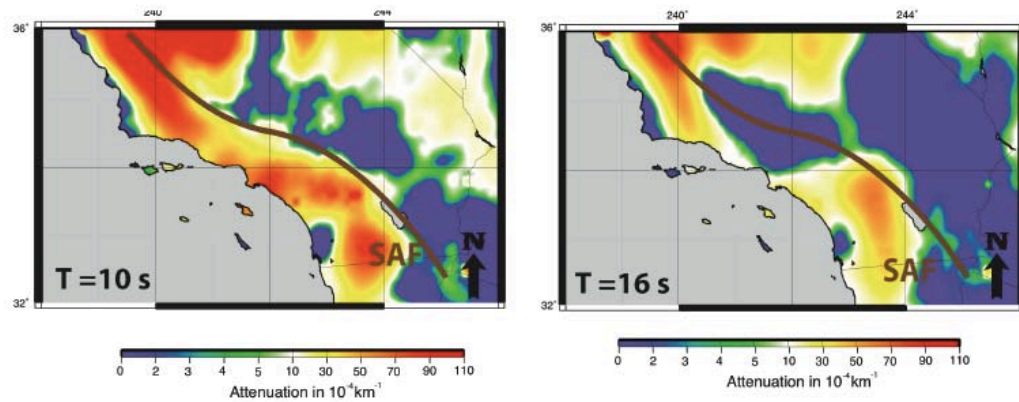 240° 244
36°
32°
SAF
N
T =10 s
0 2 3 4 5 10 30 50 70 90 110
Attenuation in 10⁻⁴km⁻¹
240° 244
36°
32°
SAF
N
T =16 s
0 2 3 4 5 10 30 50 70 90 110
Attenuation in 10⁻⁴km⁻¹